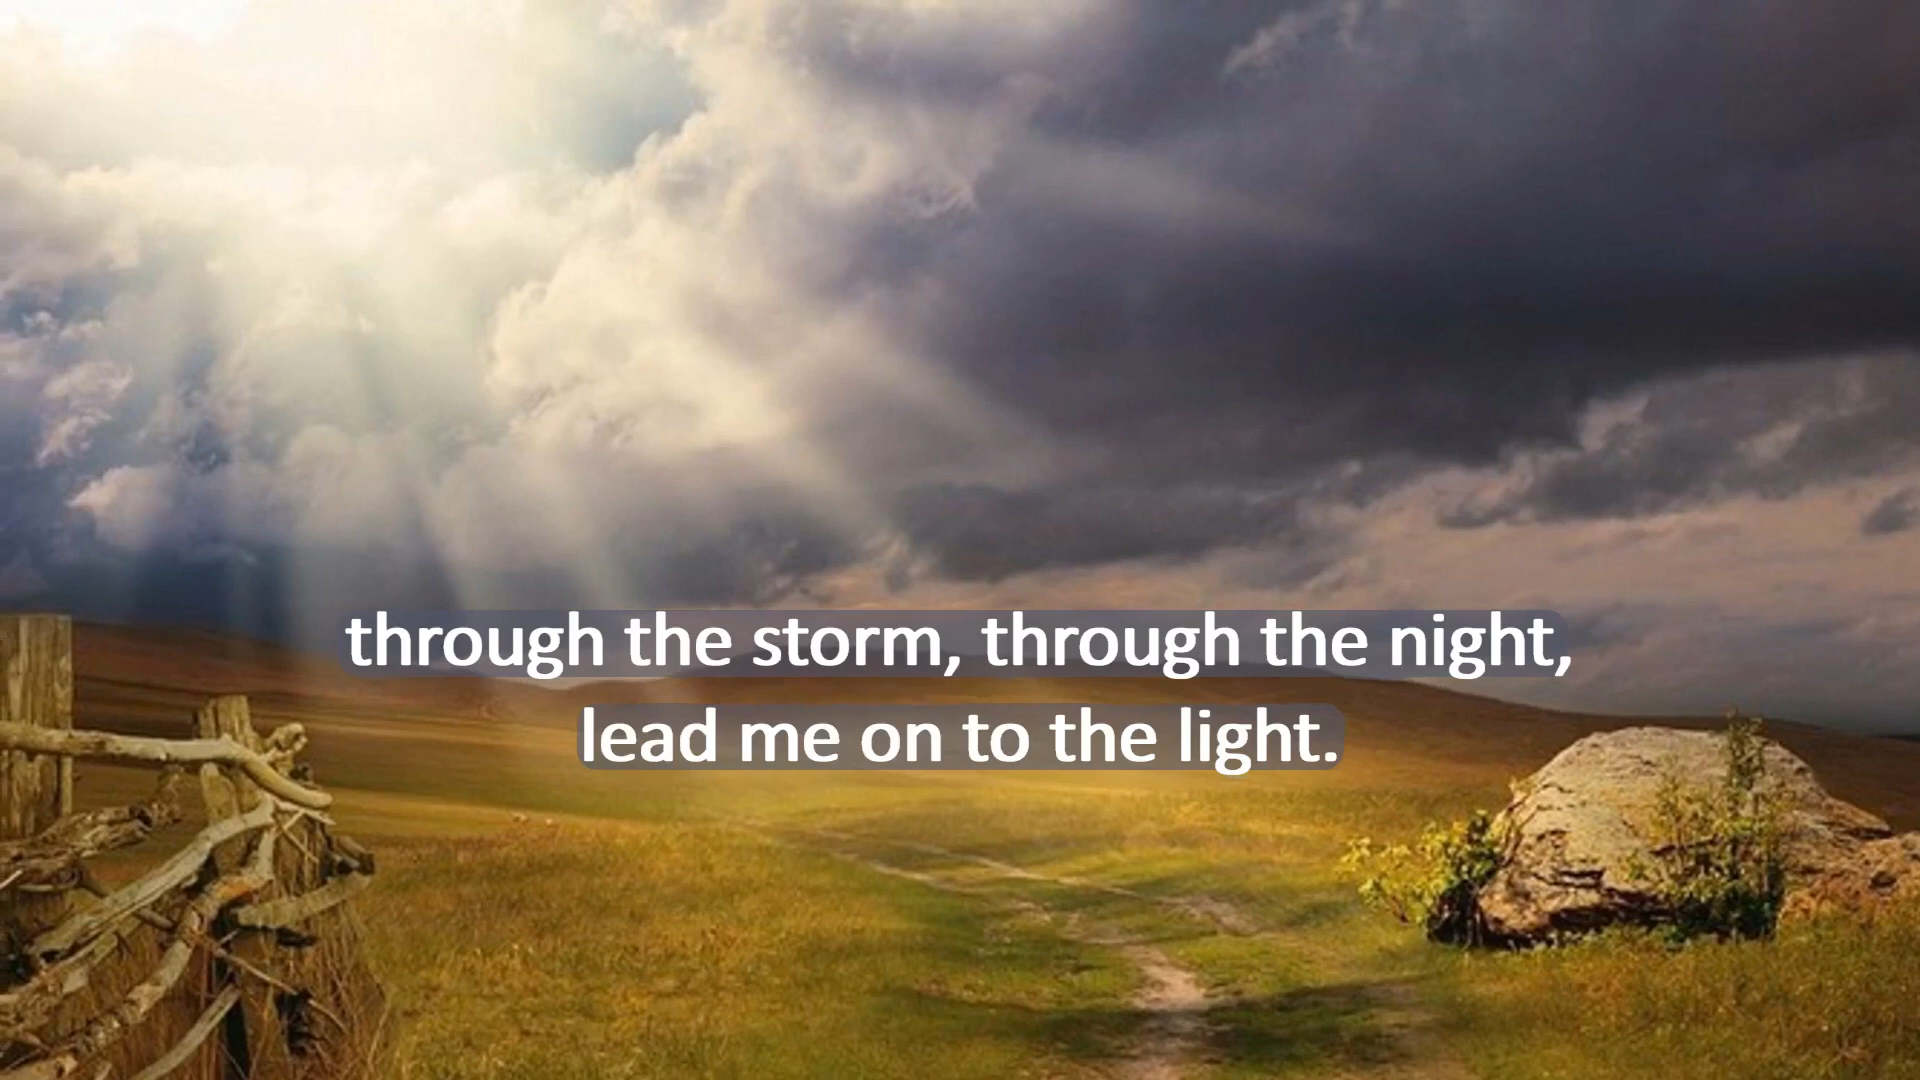 through the storm, through the night,
lead me on to the light.